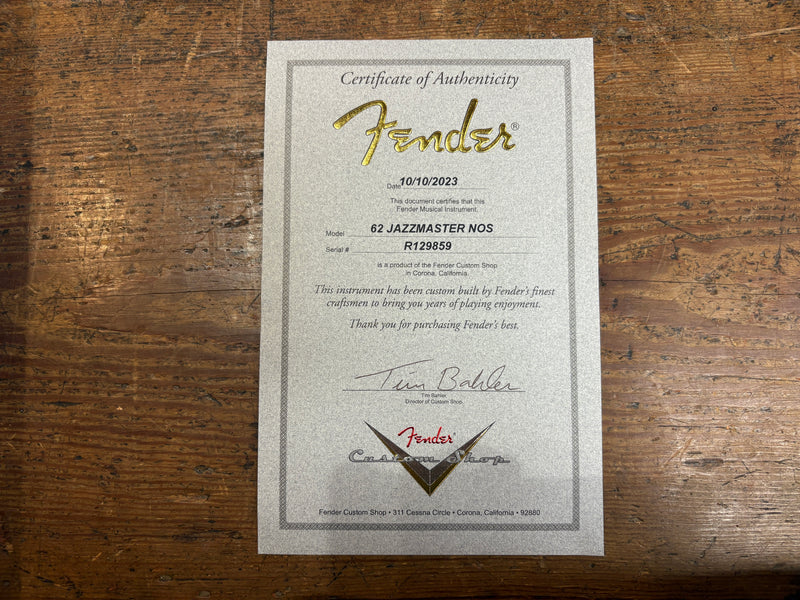 Certificate of Authenticity
Fender®
Date 10/10/2023
This document certifies that this
Fender Musical Instrument.
Model 62 JAZZMASTER NOS
Serial # R129859
is a product of the Fender Custom Shop
in Corona, California.
This instrument has been custom built by Fender's finest
craftsmen to bring you years of playing enjoyment.
Thank you for purchasing Fender's best.
Tim Bahler
Tim Bahler
Director of Custom Shop
Fender®
Custom Shop
Fender Custom Shop • 311 Cessna Circle • Corona, California • 92880